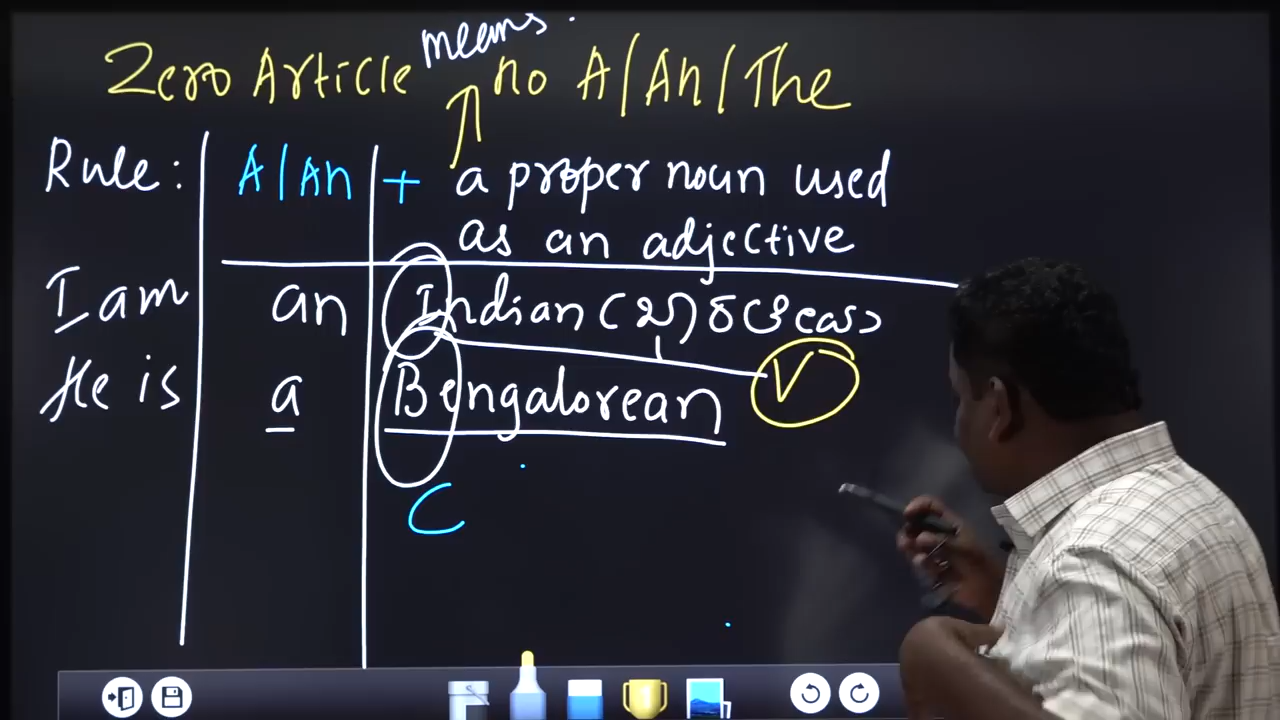 means.
Zero Article no A/An/The
Rule: A/An + a proper noun used
as an adjective
I am an Indian
He is a Bengalorean V
C